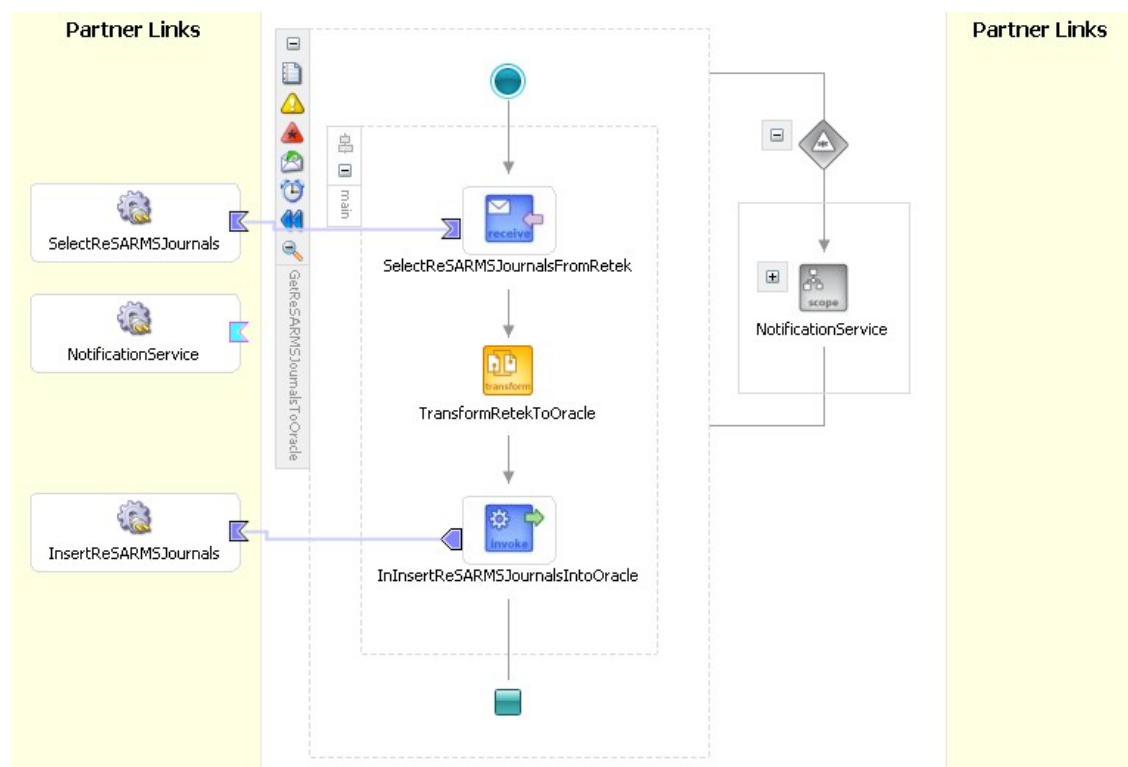 Partner Links
Partner Links
main
receive
SelectReSARMSJournals
SelectReSARMSJournalsFromRetek
GetReSARMSJournalsToOracle
scope
NotificationService
NotificationService
transform
TransformRetekToOracle
invoke
InsertReSARMSJournals
InInsertReSARMSJournalsIntoOracle